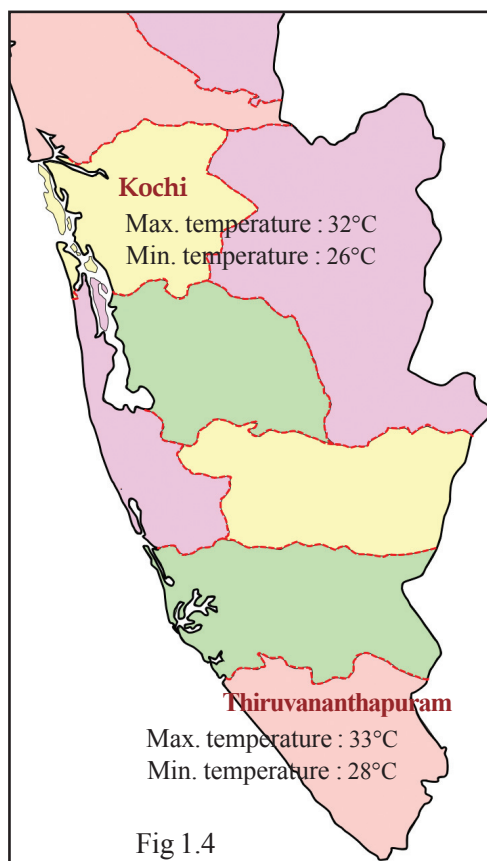 Kochi
Max. temperature : 32°C
Min. temperature : 26°C
Thiruvananthapuram
Max. temperature : 33°C
Min. temperature : 28°C
Fig 1.4